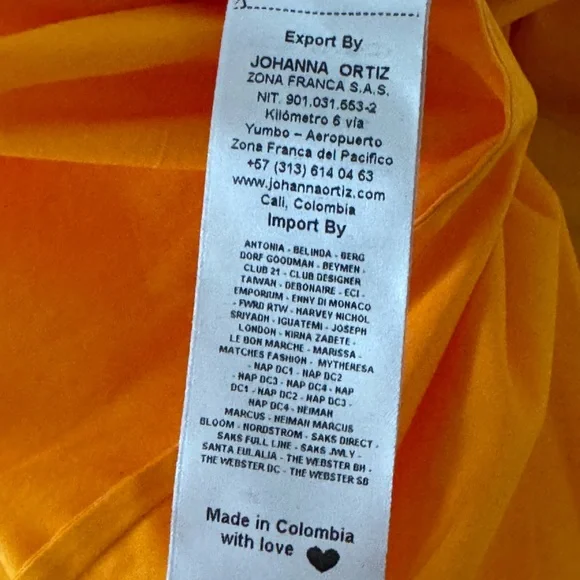 Export By
JOHANNA ORTIZ
ZONA FRANCA S.A.S.
NIT. 901.031.553-2
Kilómetro 6 vía
Yumbo - Aeropuerto
Zona Franca del Pacífico
+57 (313) 614 04 63
www.johannaortiz.com
Cali, Colombia
Import By
ANTONIA - BELINDA - BERG
DORF GOODMAN - BEYMEN -
CLUB 21 - CLUB DESIGNER
TAIWAN - DEBONAIRE - ECI -
EMPORIUM - ENNY DI MONACO
- FWRD RTW - HARVEY NICHOL
SRIYADH - IGUATEMI - JOSEPH
LONDON - KIRNA ZABETE -
LE BON MARCHE - MARISSA -
MATCHES FASHION - MYTHERESA
- NAP DC1 - NAP DC2
- NAP DC3 - NAP DC4 - NAP
DC1 - NAP DC2 - NAP DC3 -
NAP DC4 - NEIMAN
MARCUS - NEIMAN MARCUS
BLOOM - NORDSTROM - SAKS DIRECT -
SAKS FULL LINE - SAKS JWLY -
SANTA EULALIA - THE WEBSTER BH -
THE WEBSTER DC - THE WEBSTER SB
Made in Colombia
with love